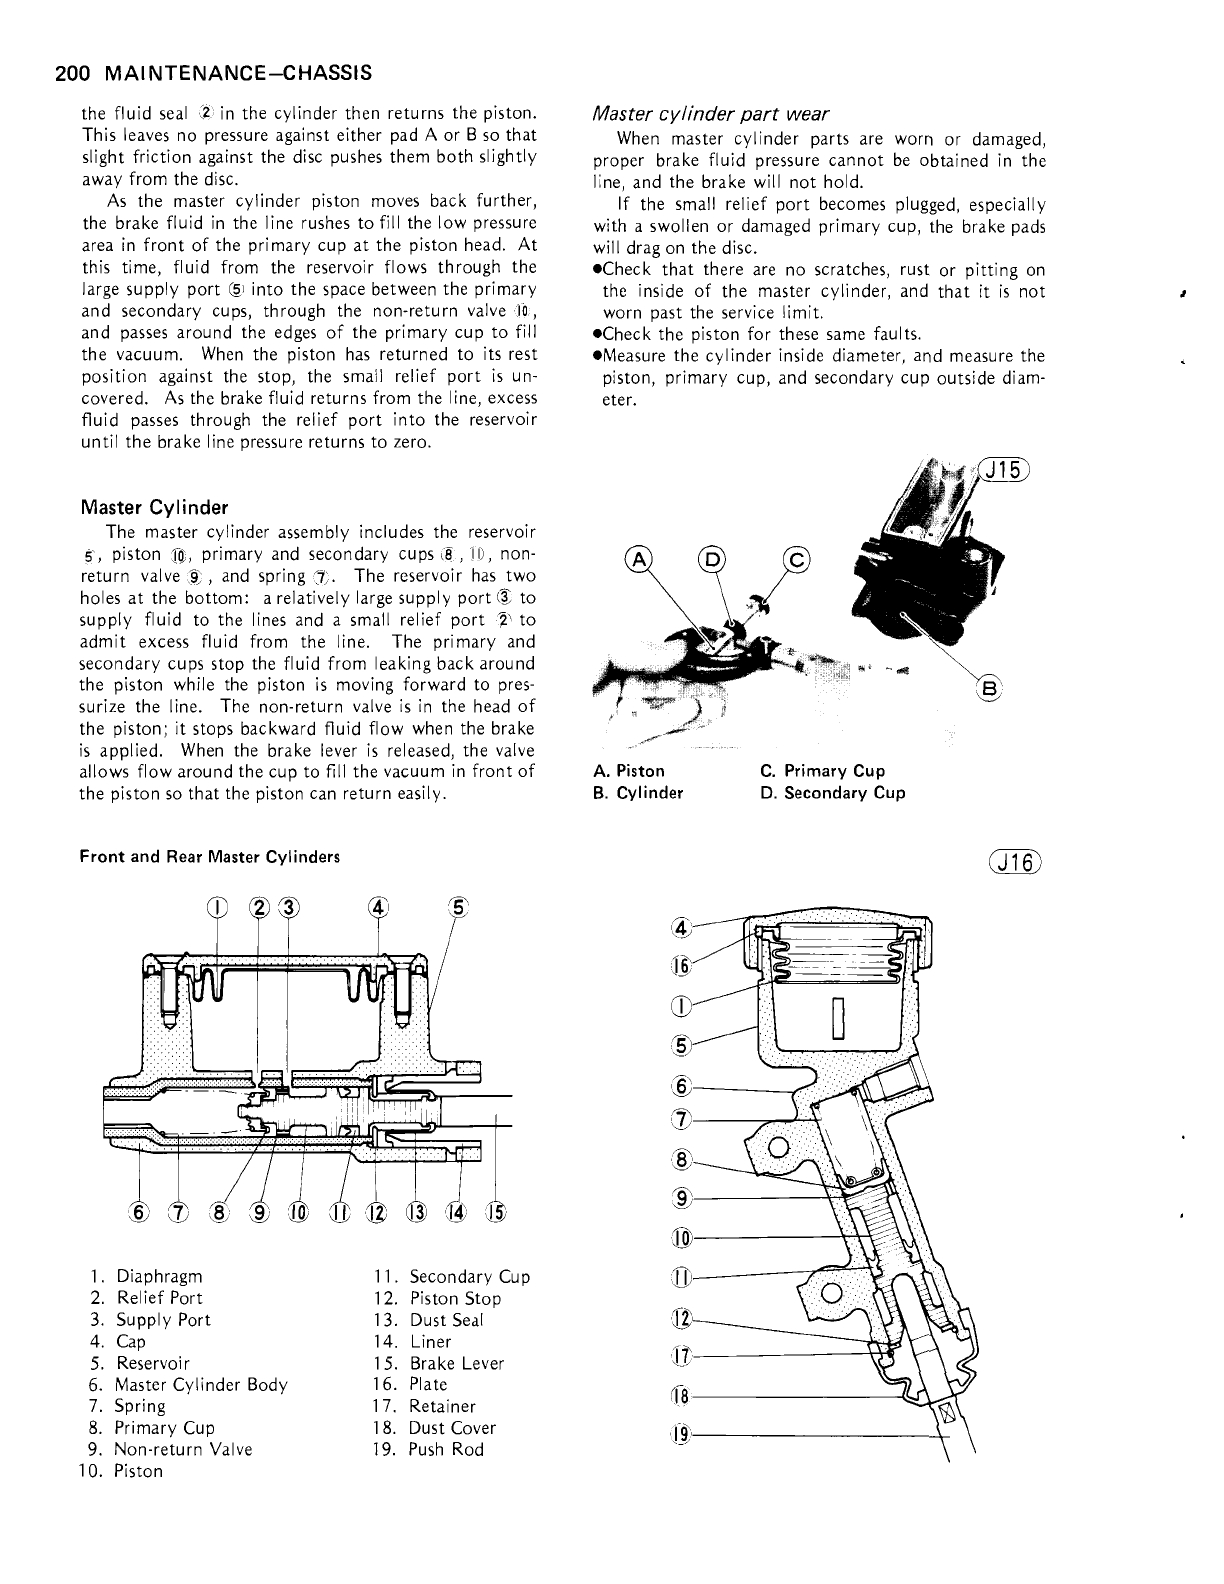 200 MAINTENANCE—CHASSIS
the fluid seal ② in the cylinder then returns the piston.
This leaves no pressure against either pad A or B so that
slight friction against the disc pushes them both slightly
away from the disc.
As the master cylinder piston moves back further,
the brake fluid in the line rushes to fill the low pressure
area in front of the primary cup at the piston head. At
this time, fluid from the reservoir flows through the
large supply port ⑤ into the space between the primary
and secondary cups, through the non-return valve ⑩,
and passes around the edges of the primary cup to fill
the vacuum. When the piston has returned to its rest
position against the stop, the small relief port is un-
covered. As the brake fluid returns from the line, excess
fluid passes through the relief port into the reservoir
until the brake line pressure returns to zero.
Master Cylinder
The master cylinder assembly includes the reservoir
⑤, piston ⑩, primary and secondary cups ⑧, ⑪, non-
return valve ⑨, and spring ⑦. The reservoir has two
holes at the bottom: a relatively large supply port ③ to
supply fluid to the lines and a small relief port ② to
admit excess fluid from the line. The primary and
secondary cups stop the fluid from leaking back around
the piston while the piston is moving forward to pres-
surize the line. The non-return valve is in the head of
the piston; it stops backward fluid flow when the brake
is applied. When the brake lever is released, the valve
allows flow around the cup to fill the vacuum in front of
the piston so that the piston can return easily.
Master cylinder part wear
When master cylinder parts are worn or damaged,
proper brake fluid pressure cannot be obtained in the
line, and the brake will not hold.
If the small relief port becomes plugged, especially
with a swollen or damaged primary cup, the brake pads
will drag on the disc.
●Check that there are no scratches, rust or pitting on
the inside of the master cylinder, and that it is not
worn past the service limit.
●Check the piston for these same faults.
●Measure the cylinder inside diameter, and measure the
piston, primary cup, and secondary cup outside diam-
eter.
J15
A D C
B
A. Piston C. Primary Cup
B. Cylinder D. Secondary Cup
Front and Rear Master Cylinders
J16
① ② ③ ④ ⑤
⑥ ⑦ ⑧ ⑨ ⑩ ⑪ ⑫ ⑬ ⑭ ⑮
④
⑯
①
⑤
⑥
⑦
⑧
⑨
⑩
⑪
⑫
⑰
⑱
⑲
1. Diaphragm
2. Relief Port
3. Supply Port
4. Cap
5. Reservoir
6. Master Cylinder Body
7. Spring
8. Primary Cup
9. Non-return Valve
10. Piston
11. Secondary Cup
12. Piston Stop
13. Dust Seal
14. Liner
15. Brake Lever
16. Plate
17. Retainer
18. Dust Cover
19. Push Rod